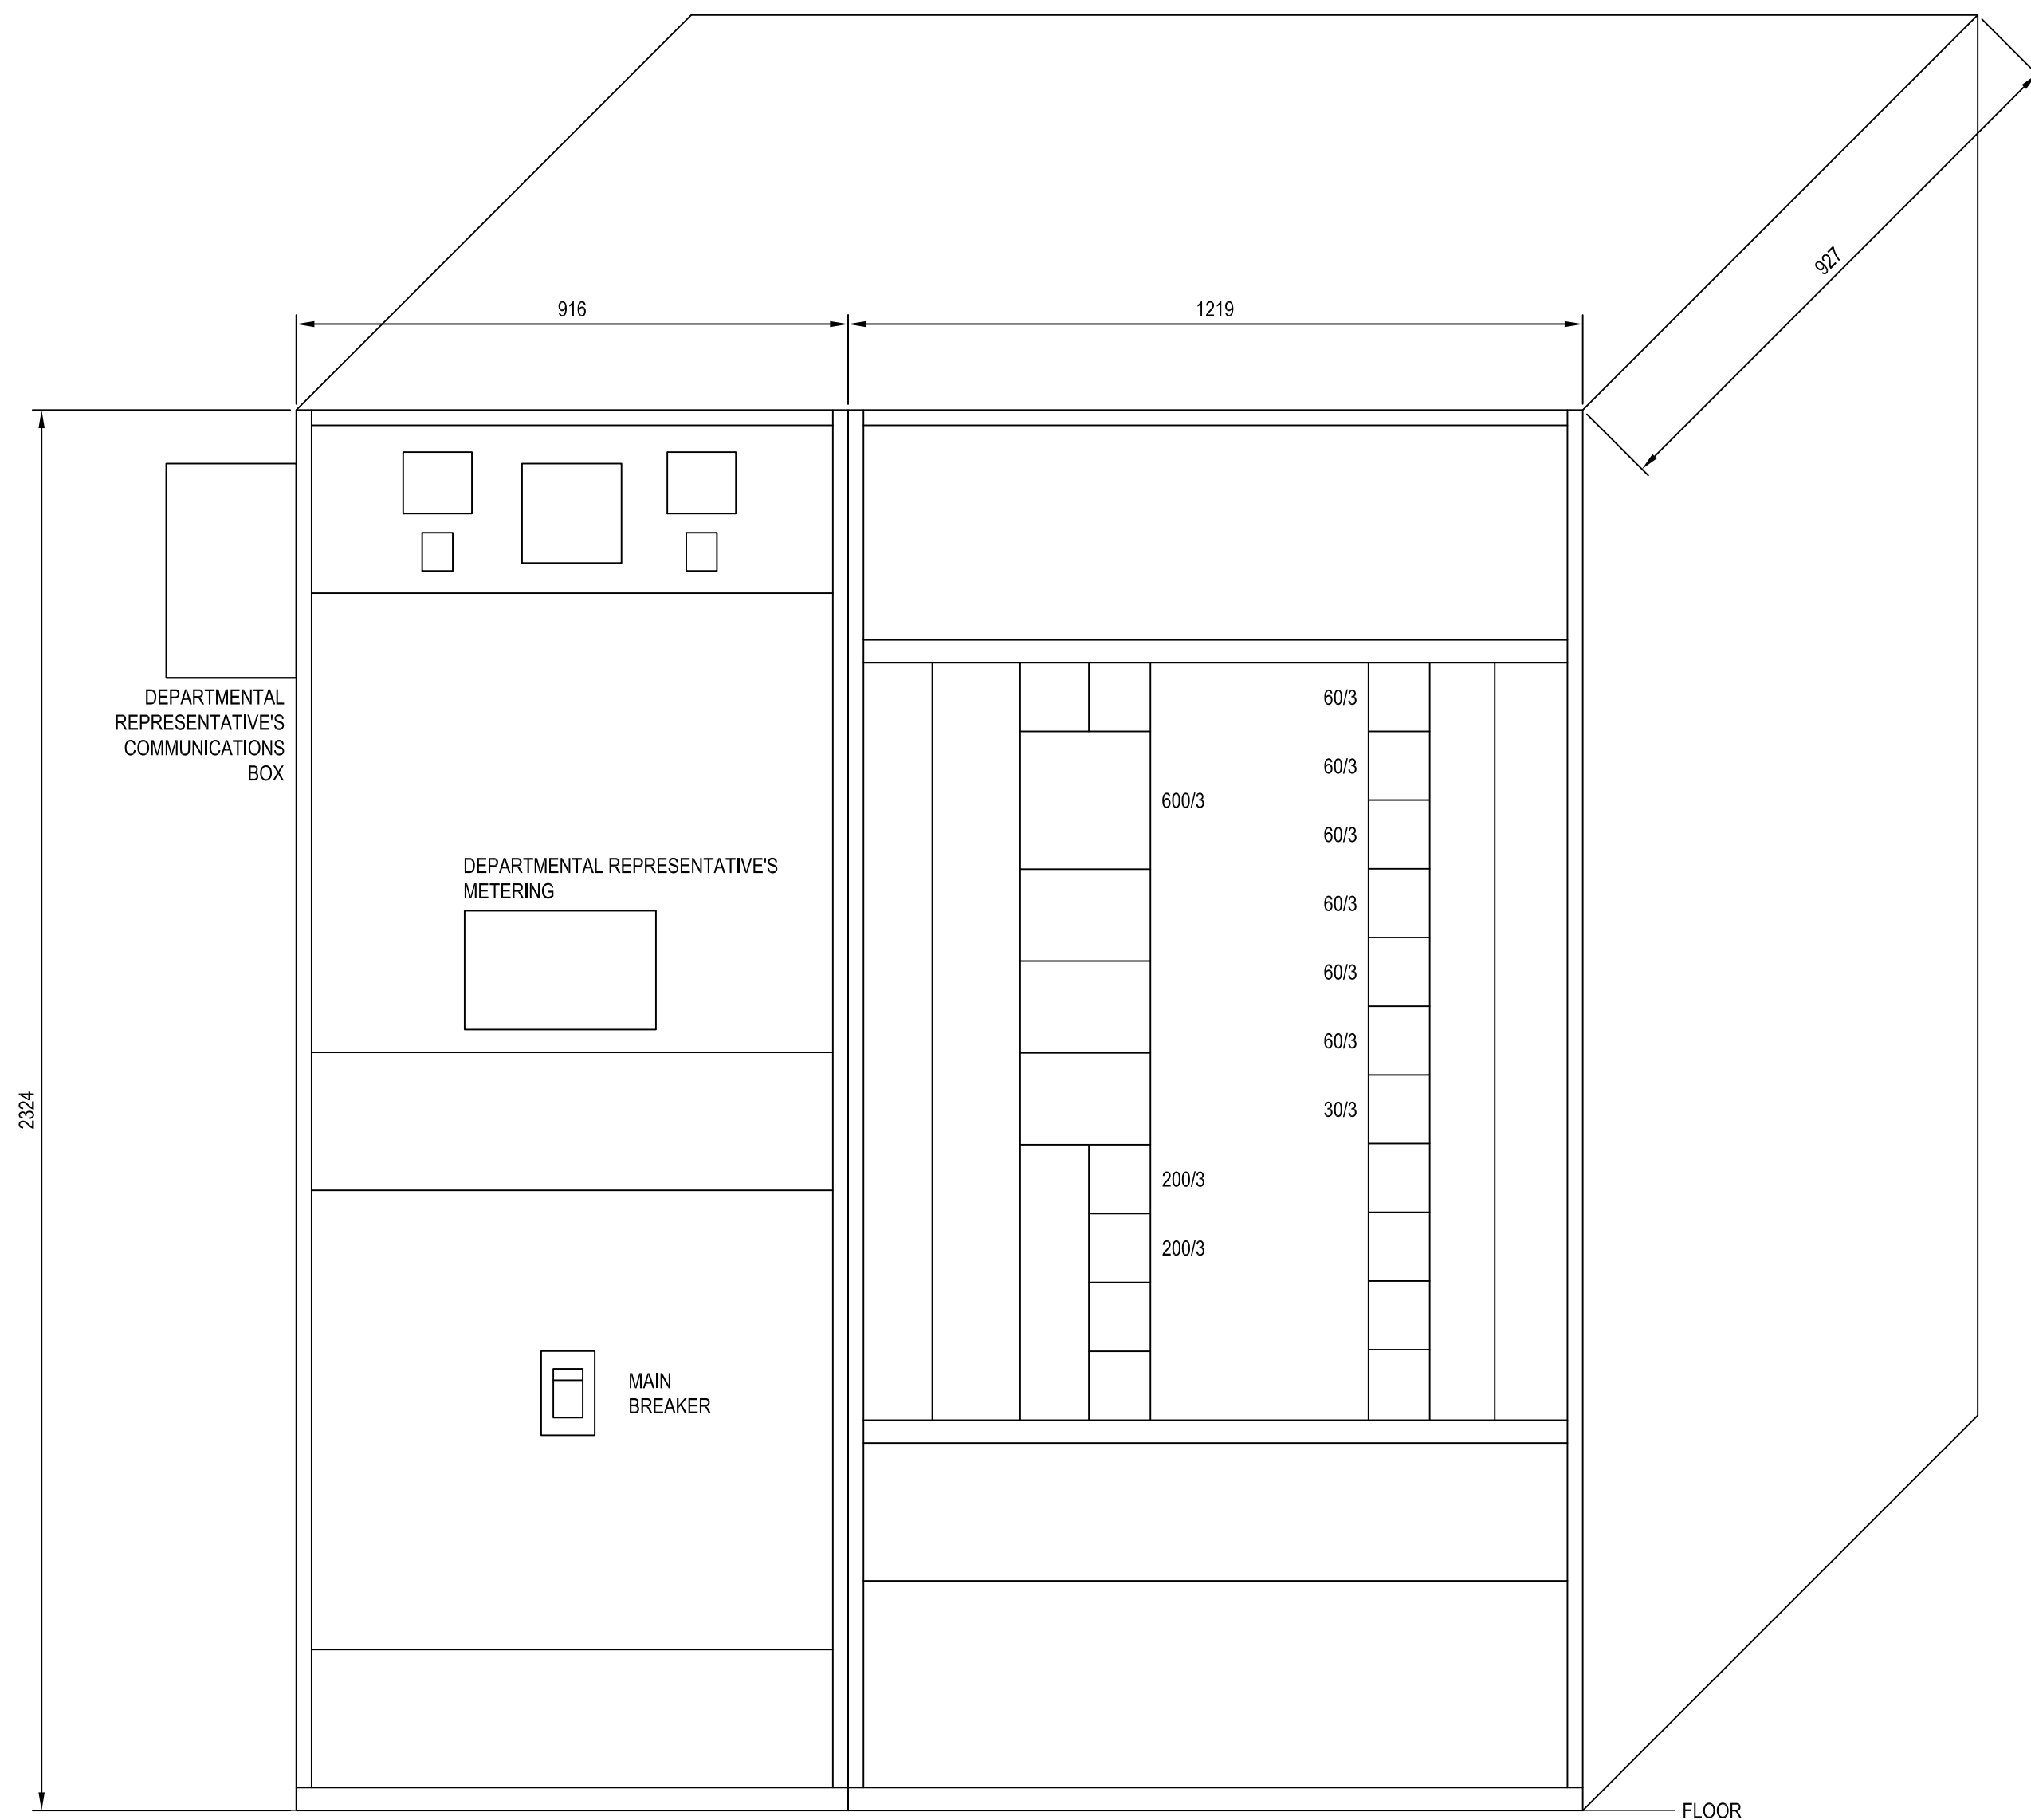 927
916
1219
DEPARTMENTAL
REPRESENTATIVE'S
COMMUNICATIONS
BOX
60/3
60/3
600/3
60/3
DEPARTMENTAL REPRESENTATIVE'S
METERING
60/3
60/3
60/3
2324
30/3
200/3
200/3
MAIN
BREAKER
FLOOR